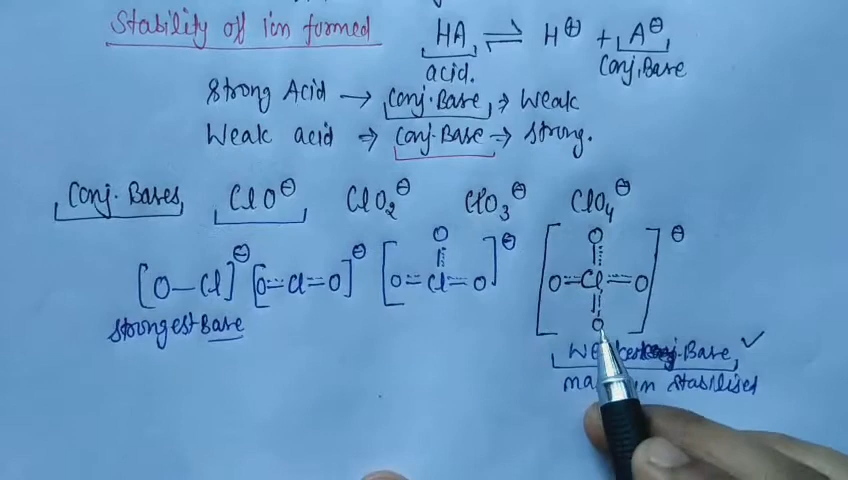 Stability of ion formed
HA ⇌ H⊕ + A⊖
acid. Conj. Base
Strong Acid → Conj. Base → Weak
Weak acid → Conj. Base → strong.
Conj. Bases ClO⊖ ClO₂⊖ ClO₃⊖ ClO₄⊖
[O—Cl]⊖ [O=Cl=O]⊖ [O=Cl=O]⊖ [O=Cl=O]⊖
O O
O
strongest Base
Base ✓
stabilised